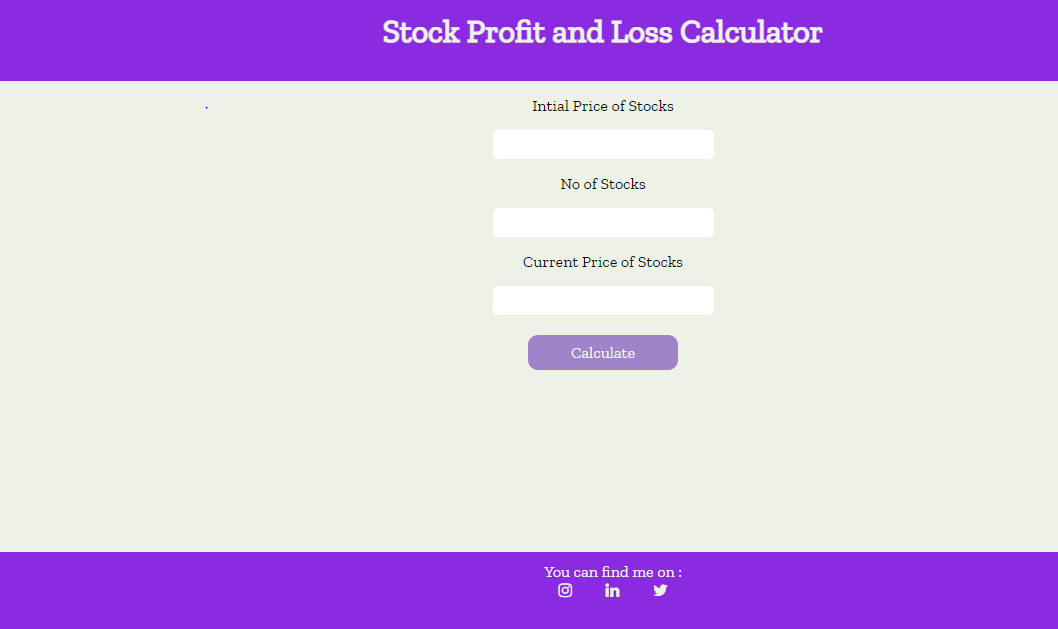 Stock Profit and Loss Calculator
Intial Price of Stocks
No of Stocks
Current Price of Stocks
Calculate
You can find me on :